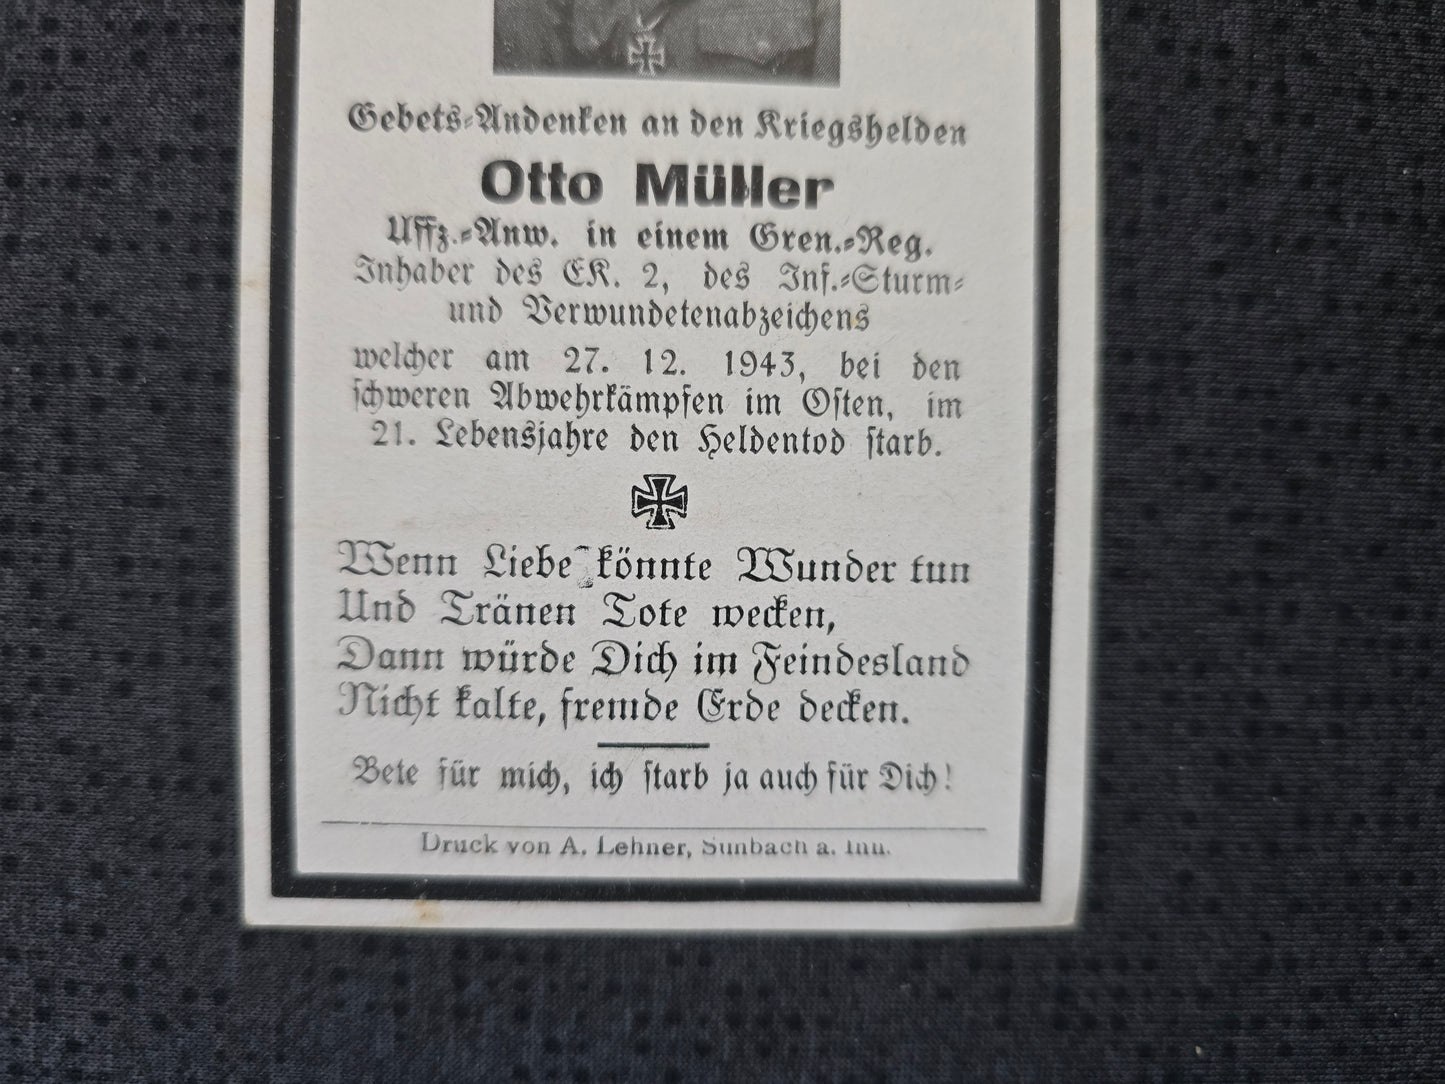 Gebets-Andenken an den Kriegshelden
Otto Müller
Uffz.-Anw. in einem Gren.-Reg.
Inhaber des EK. 2, des Inf.-Sturm-
und Verwundetenabzeichens
welcher am 27. 12. 1943, bei den
schweren Abwehrkämpfen im Osten, im
21. Lebensjahre den Heldentod starb.
Wenn Liebe könnte Wunder tun
Und Tränen Tote wecken,
Dann würde Dich im Feindesland
Nicht kalte, fremde Erde decken.
Bete für mich, ich starb ja auch für Dich!
Druck von A. Lehner, Simbach a. Inn.